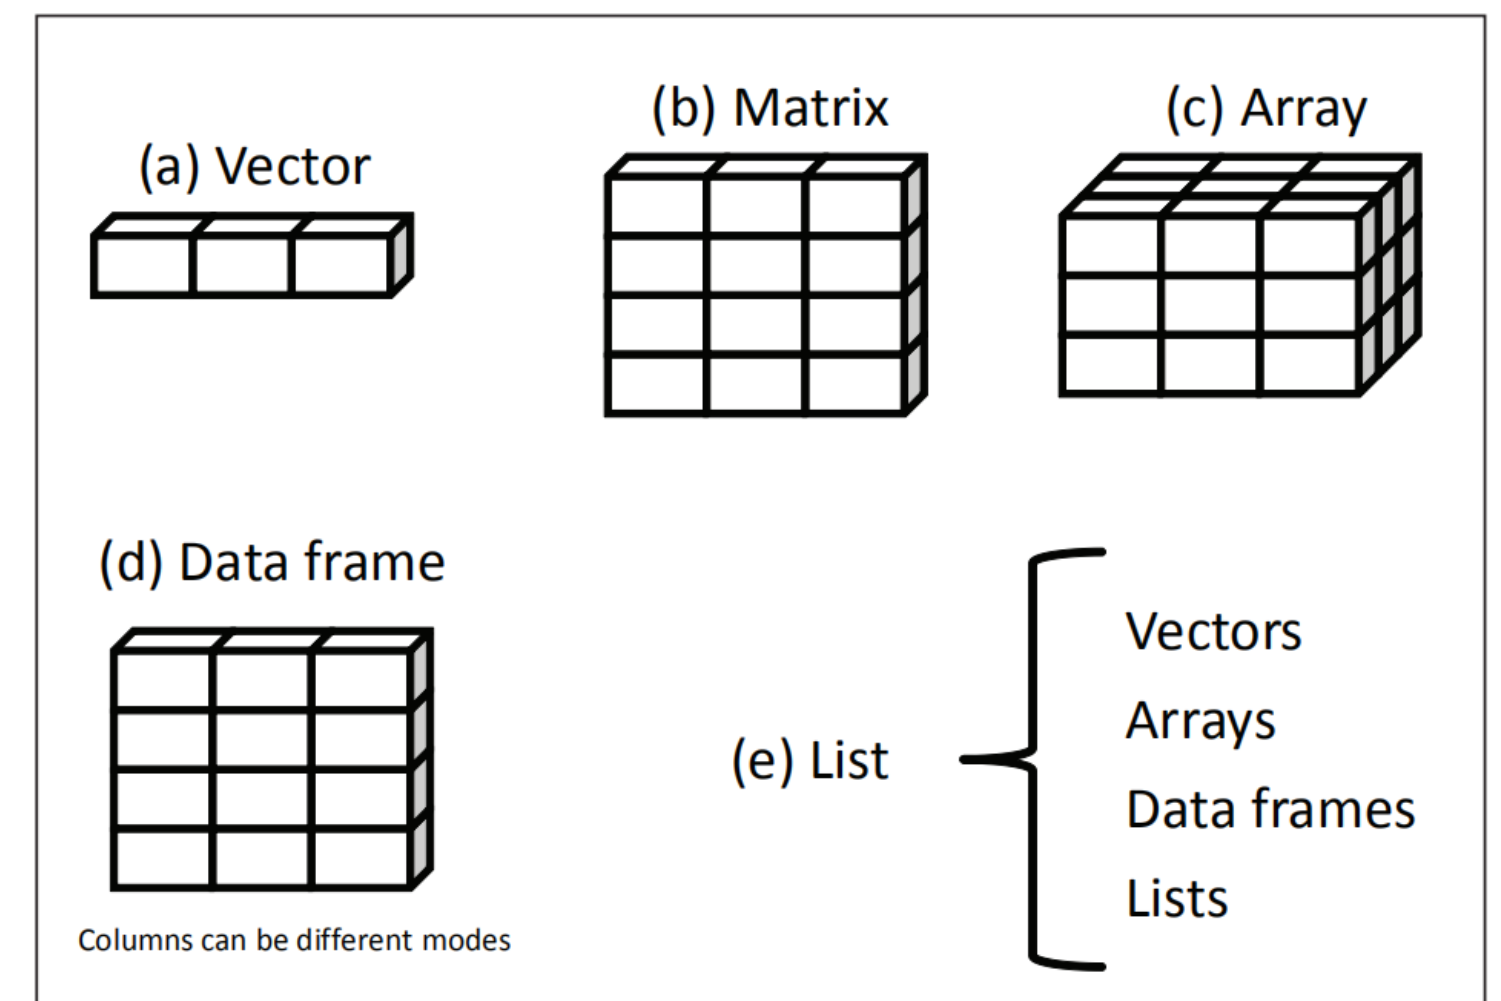 (a) Vector
(b) Matrix
(c) Array
(d) Data frame
Columns can be different modes
(e) List
Vectors
Arrays
Data frames
Lists